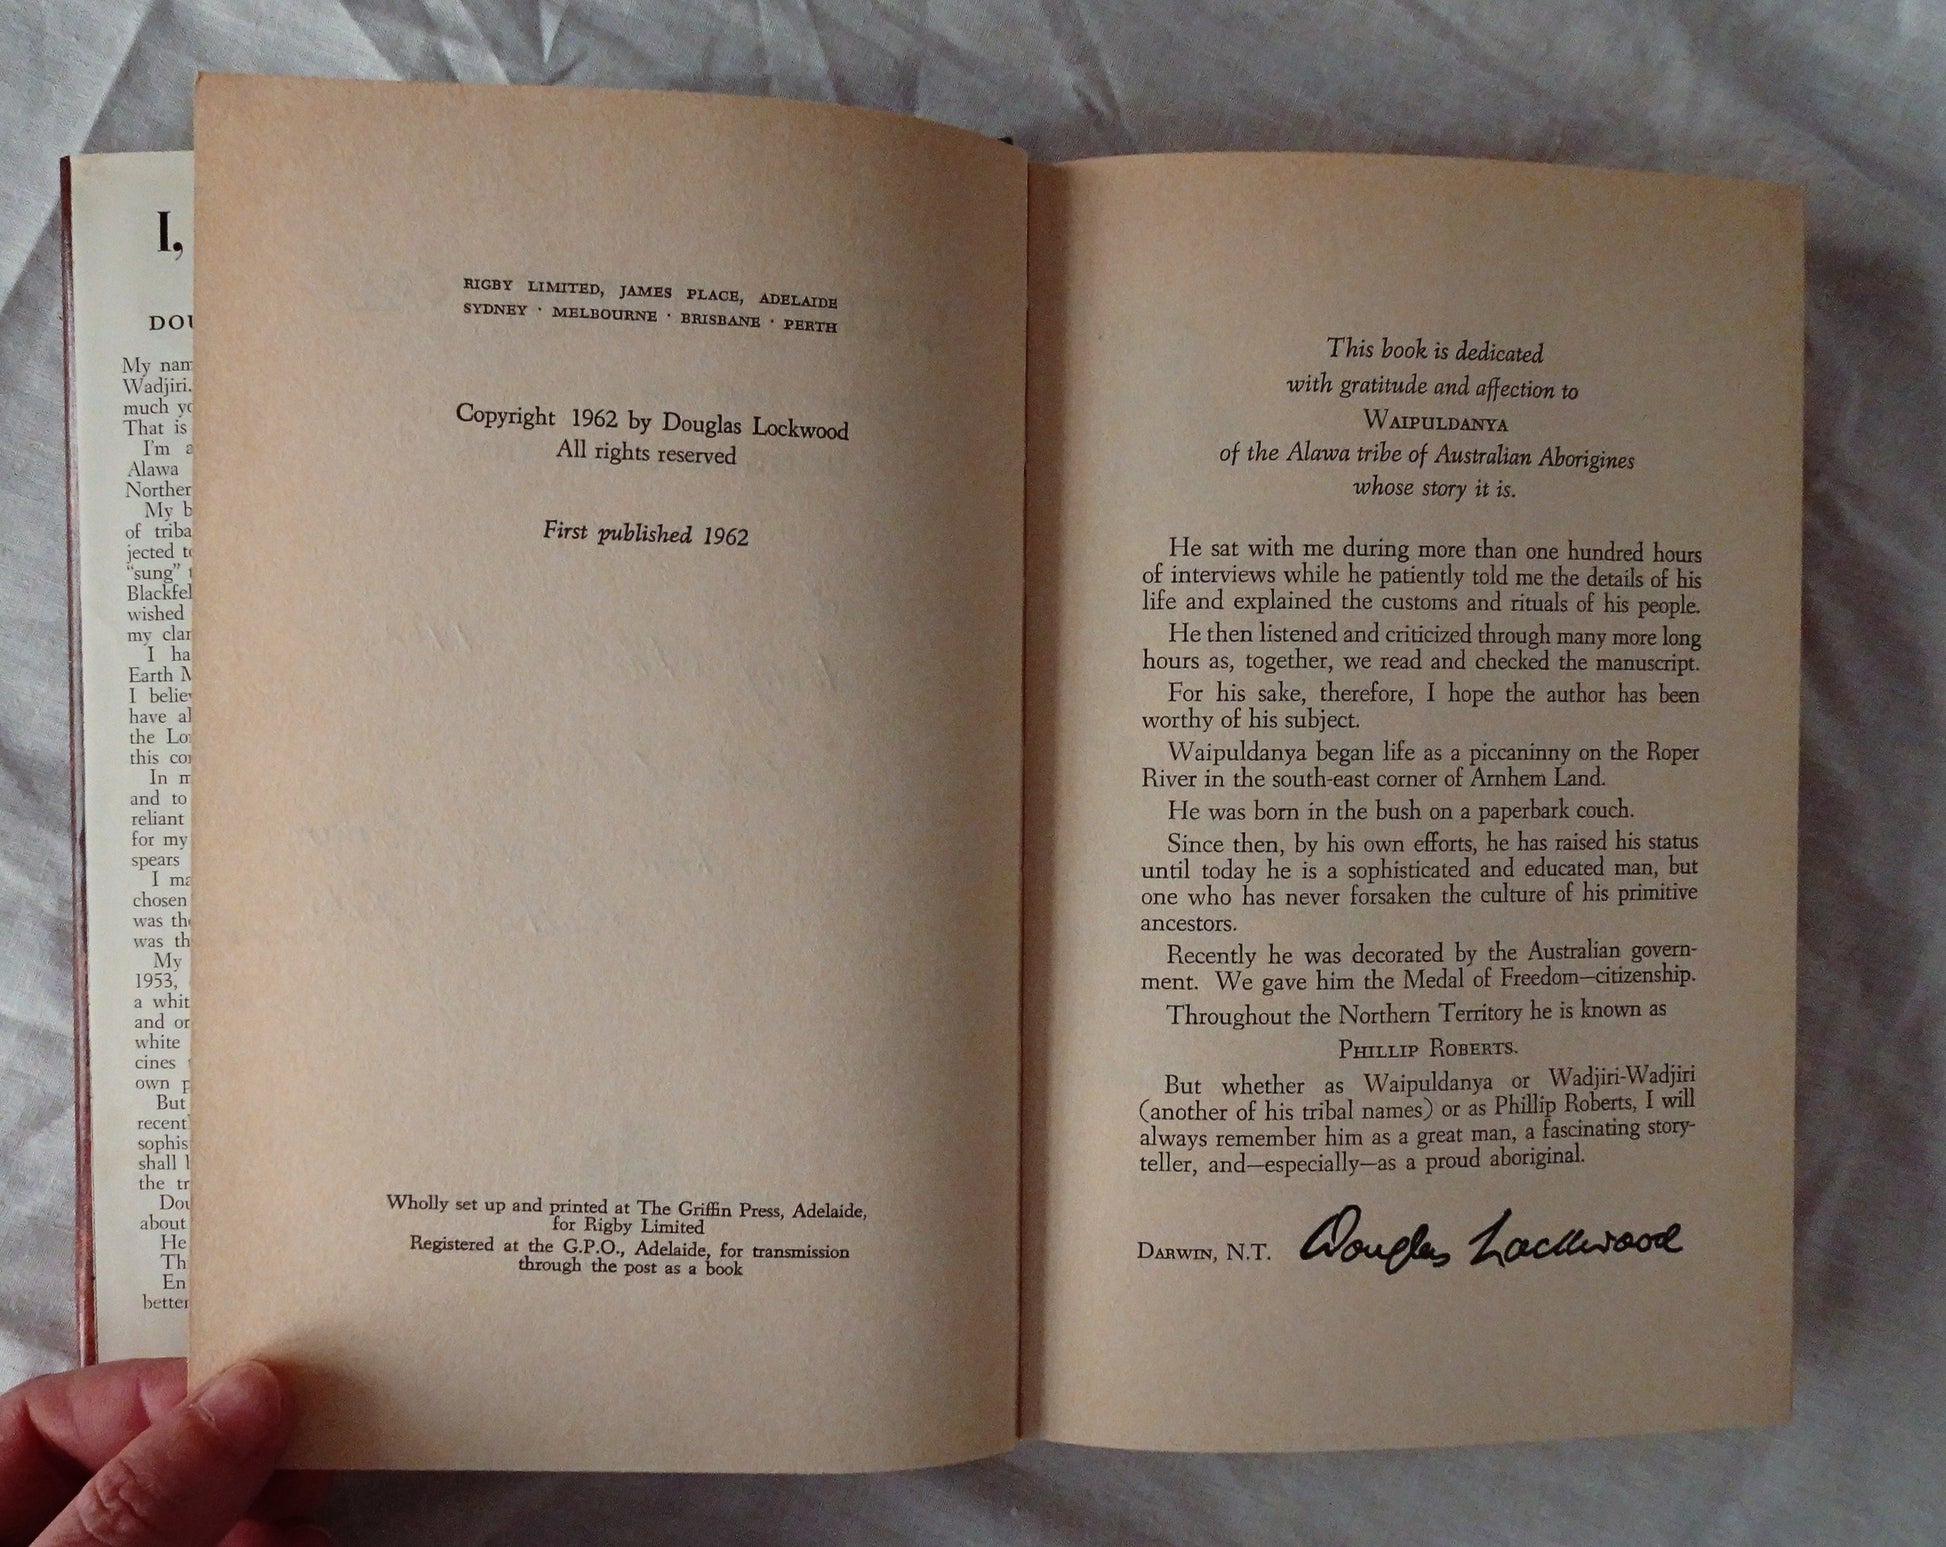 I,
DOU
My nam
Wadjiri.
much yo
That is
I'm a
Alawa
Norther
My b
of triba
jected to
"sung" t
Blackfel
wished
my clan
I ha
Earth M
I believ
have al
the Lor
this cor
In m
and to
reliant
for my
spears
I ma
chosen
was the
was th
My
1953,
a whit
and or
white
cines
own p
But
recent
sophis
shall l
the tr
Dou
about
He
Th
En
better
RIGBY LIMITED, JAMES PLACE, ADELAIDE
SYDNEY · MELBOURNE · BRISBANE · PERTH
Copyright 1962 by Douglas Lockwood
All rights reserved
First published 1962
Wholly set up and printed at The Griffin Press, Adelaide,
for Rigby Limited
Registered at the G.P.O., Adelaide, for transmission
through the post as a book
This book is dedicated
with gratitude and affection to
WAIPULDANYA
of the Alawa tribe of Australian Aborigines
whose story it is.
He sat with me during more than one hundred hours
of interviews while he patiently told me the details of his
life and explained the customs and rituals of his people.
He then listened and criticized through many more long
hours as, together, we read and checked the manuscript.
For his sake, therefore, I hope the author has been
worthy of his subject.
Waipuldanya began life as a piccaninny on the Roper
River in the south-east corner of Arnhem Land.
He was born in the bush on a paperbark couch.
Since then, by his own efforts, he has raised his status
until today he is a sophisticated and educated man, but
one who has never forsaken the culture of his primitive
ancestors.
Recently he was decorated by the Australian govern-
ment. We gave him the Medal of Freedom—citizenship.
Throughout the Northern Territory he is known as
PHILLIP ROBERTS.
But whether as Waipuldanya or Wadjiri-Wadjiri
(another of his tribal names) or as Phillip Roberts, I will
always remember him as a great man, a fascinating story-
teller, and—especially—as a proud aboriginal.
DARWIN, N.T. Douglas Lockwood